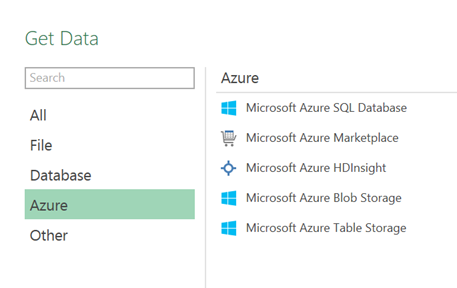 Get Data
Search
All
File
Database
Azure
Other
Azure
Microsoft Azure SQL Database
Microsoft Azure Marketplace
Microsoft Azure HDInsight
Microsoft Azure Blob Storage
Microsoft Azure Table Storage